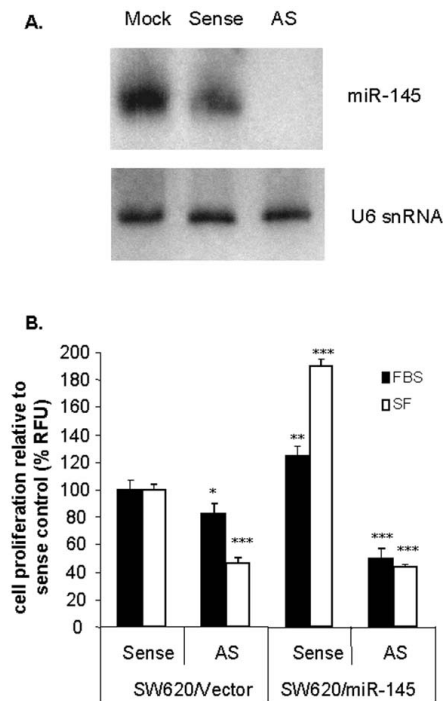 A.
Mock Sense AS
miR-145
U6 snRNA
B.
cell proliferation relative to
sense control (% RFU)
200
180
160
140
120
100
80
60
40
20
0
*
***
**
***
***
***
FBS
SF
Sense AS Sense AS
SW620/Vector SW620/miR-145